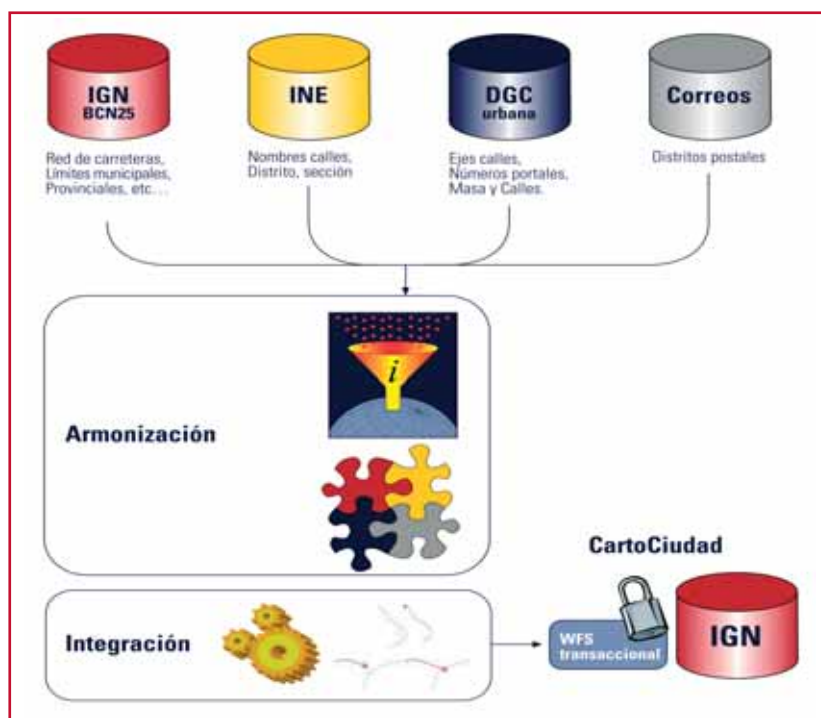 IGN
BCN25
INE
DGC
urbana
Correos
Red de carreteras,
Límites municipales,
Provinciales, etc…
Nombres calles,
Distrito, sección
Ejes calles,
Números portales,
Masa y Calles.
Distritos postales
i
Armonización
CartoCiudad
Integración
WFS
transaccional
IGN